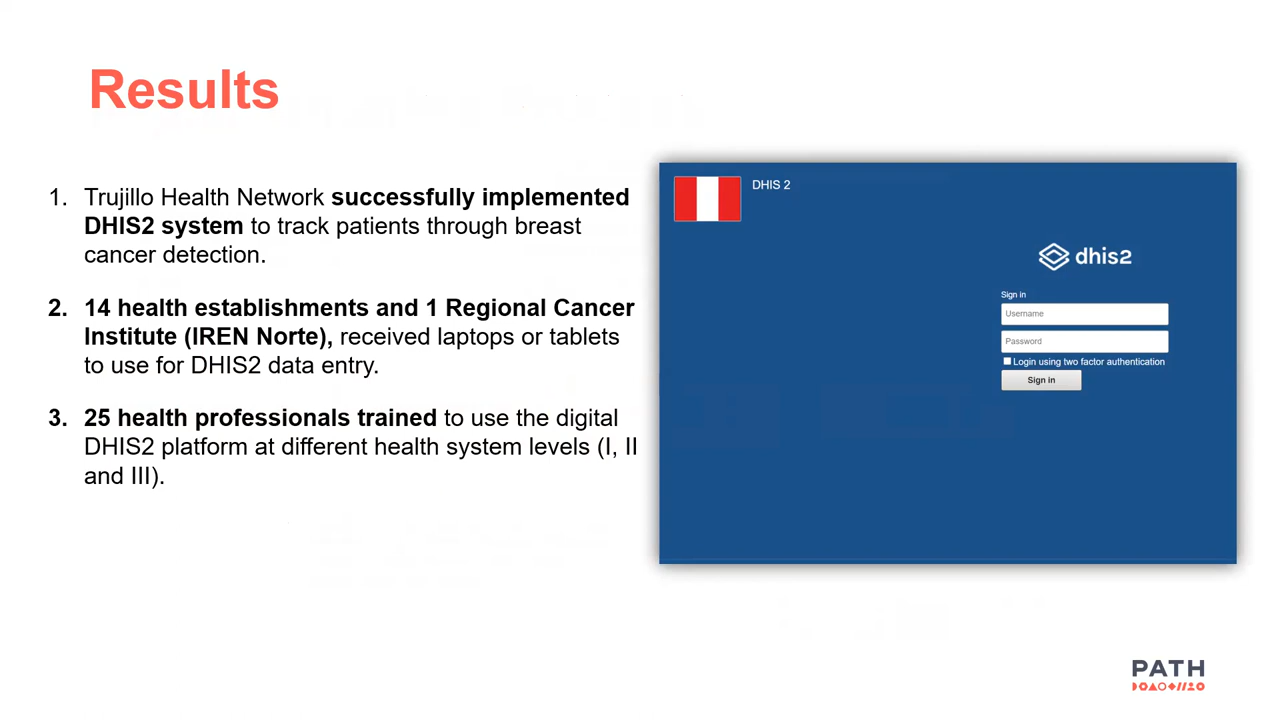 Results
1. Trujillo Health Network successfully implemented
DHIS2 system to track patients through breast
cancer detection.
2. 14 health establishments and 1 Regional Cancer
Institute (IREN Norte), received laptops or tablets
to use for DHIS2 data entry.
3. 25 health professionals trained to use the digital
DHIS2 platform at different health system levels (I, II
and III).
DHIS 2
dhis2
Sign in
Username
Password
Login using two factor authentication
Sign in
PATH